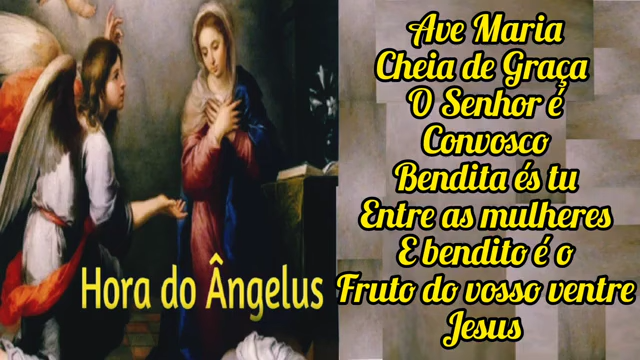 Hora do Ângelus
Ave Maria
Cheia de Graça
O Senhor é
Convosco
Bendita és tu
Entre as mulheres
E bendito é o
Fruto do vosso ventre
Jesus